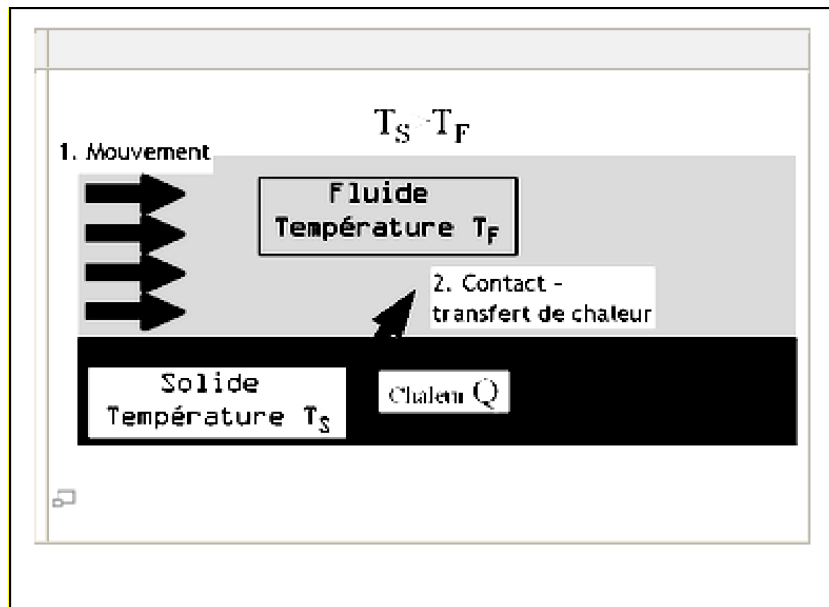 T_S T_F
1. Mouvement
Fluide
Température T_F
2. Contact -
transfert de chaleur
Solide
Température T_S
Chaleur Q